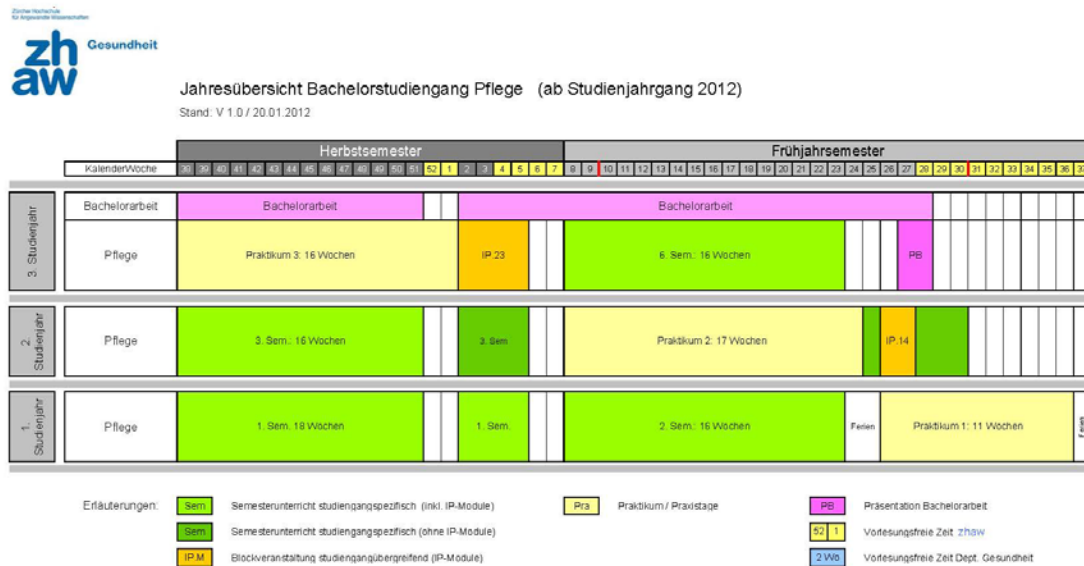 Zürcher Hochschule
für Angewandte Wissenschaften
zh
aw
Gesundheit
Jahresübersicht Bachelorstudiengang Pflege (ab Studienjahrgang 2012)
Stand: V 1.0 / 20.01.2012
Herbstsemester Frühjahrsemester
KalenderWoche 38 39 40 41 42 43 44 45 46 47 48 49 50 51 52 1 2 3 4 5 6 7 8 9 10 11 12 13 14 15 16 17 18 19 20 21 22 23 24 25 26 27 28 29 30 31 32 33 34 35 36 37
3. Studienjahr
Bachelorarbeit Bachelorarbeit Bachelorarbeit
Pflege Praktikum 3: 16 Wochen IP.23 6. Sem.: 16 Wochen PB
2. Studienjahr
Pflege 3. Sem.: 16 Wochen 3. Sem Praktikum 2: 17 Wochen IP.14
1. Studienjahr
Pflege 1. Sem. 18 Wochen 1. Sem. 2. Sem.: 16 Wochen Ferien Praktikum 1: 11 Wochen Ferien
Erläuterungen: Sem Semesterunterricht studiengangspezifisch (inkl. IP-Module) Pra Praktikum / Praxistage PB Präsentation Bachelorarbeit
Sem Semesterunterricht studiengangspezifisch (ohne IP-Module) 52 1 Vorlesungsfreie Zeit zhaw
IP.M Blockveranstaltung studiengangübergreifend (IP-Module) 2 Wo Vorlesungsfreie Zeit Dept. Gesundheit